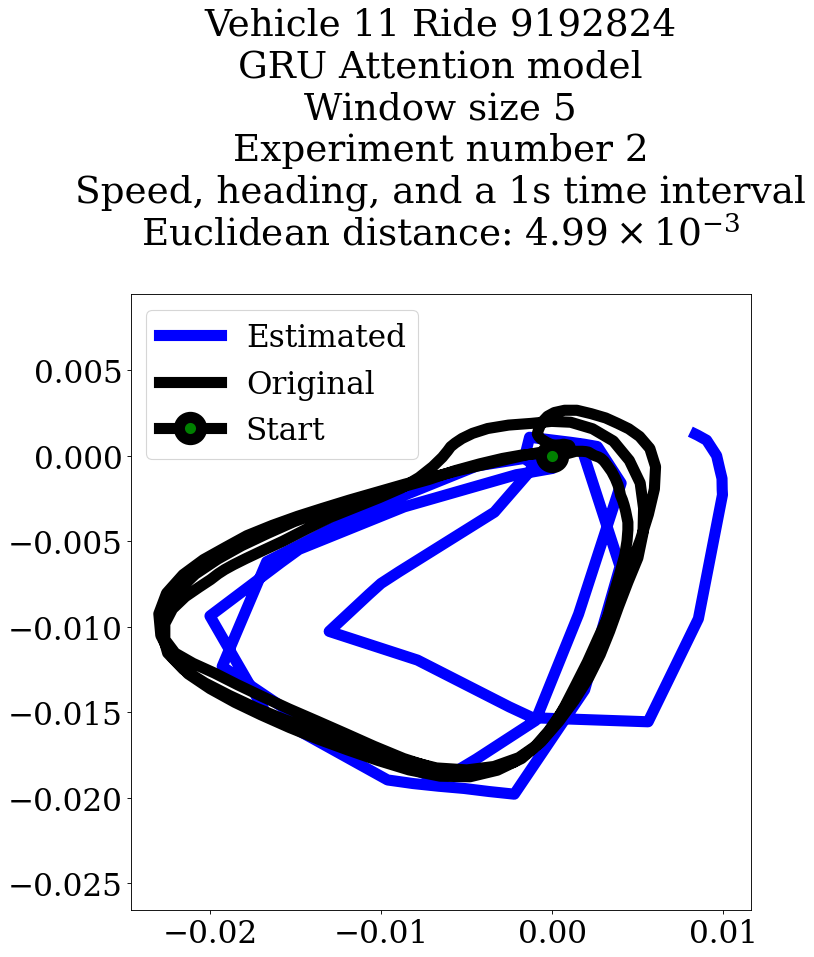 Vehicle 11 Ride 9192824
GRU Attention model
Window size 5
Experiment number 2
Speed, heading, and a 1s time interval
Euclidean distance: 4.99 × 10⁻³
Estimated
Original
Start
0.005
0.000
−0.005
−0.010
−0.015
−0.020
−0.025
−0.02
−0.01
0.00
0.01